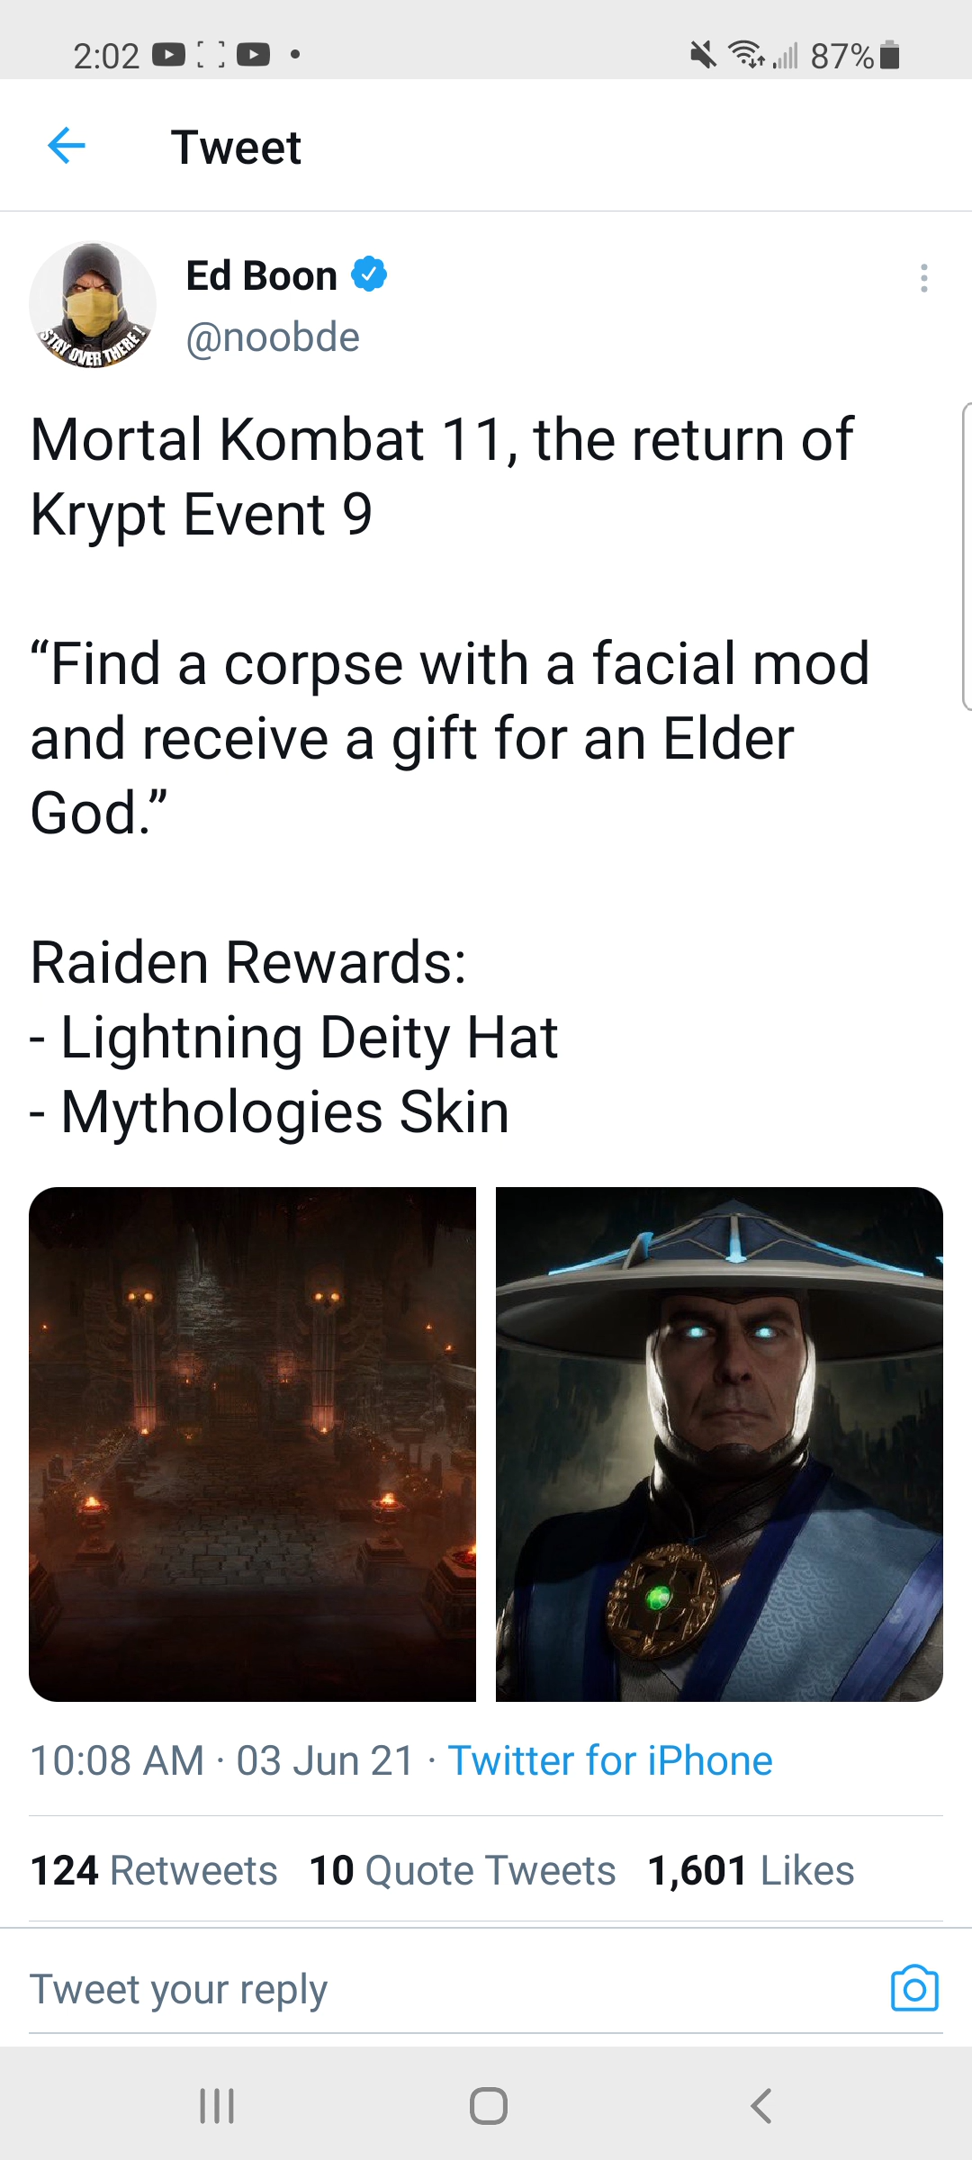 2:02
87%
Tweet
Ed Boon
@noobde
STAY OVER THERE!
Mortal Kombat 11, the return of
Krypt Event 9
“Find a corpse with a facial mod
and receive a gift for an Elder
God.”
Raiden Rewards:
- Lightning Deity Hat
- Mythologies Skin
10:08 AM · 03 Jun 21 · Twitter for iPhone
124 Retweets 10 Quote Tweets 1,601 Likes
Tweet your reply